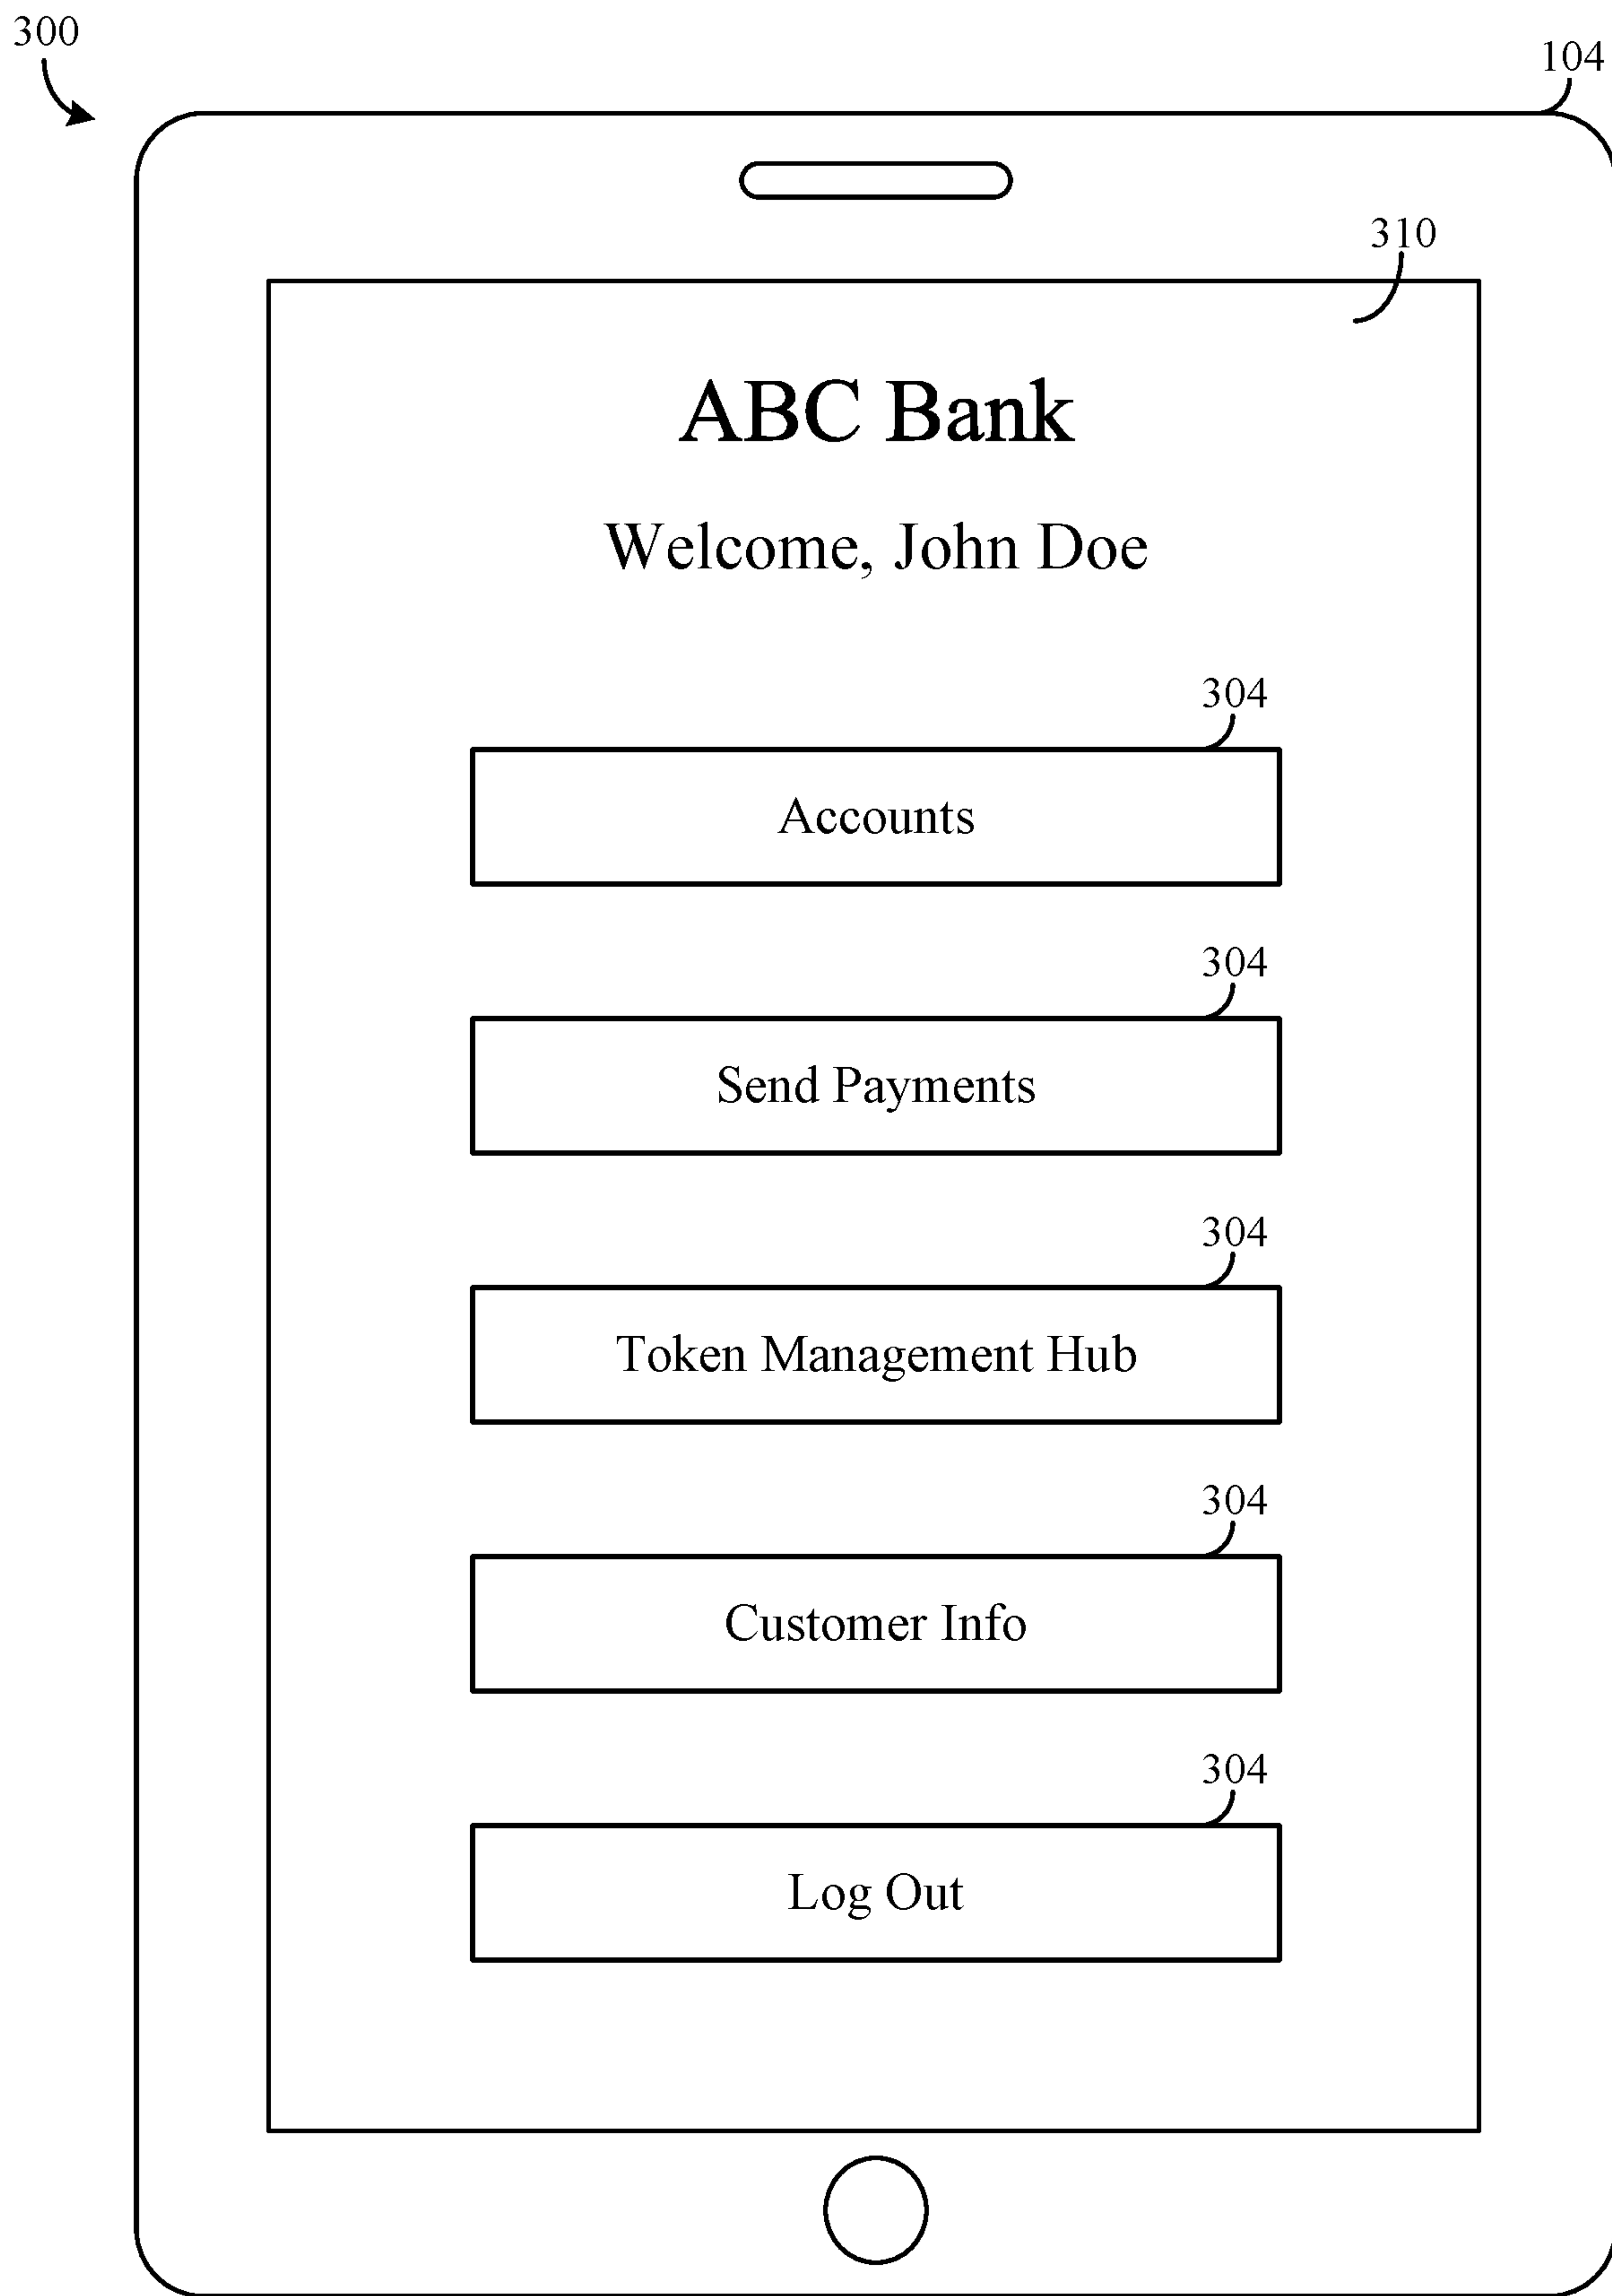 300
104
310
ABC Bank
Welcome, John Doe
304
Accounts
304
Send Payments
304
Token Management Hub
304
Customer Info
304
Log Out